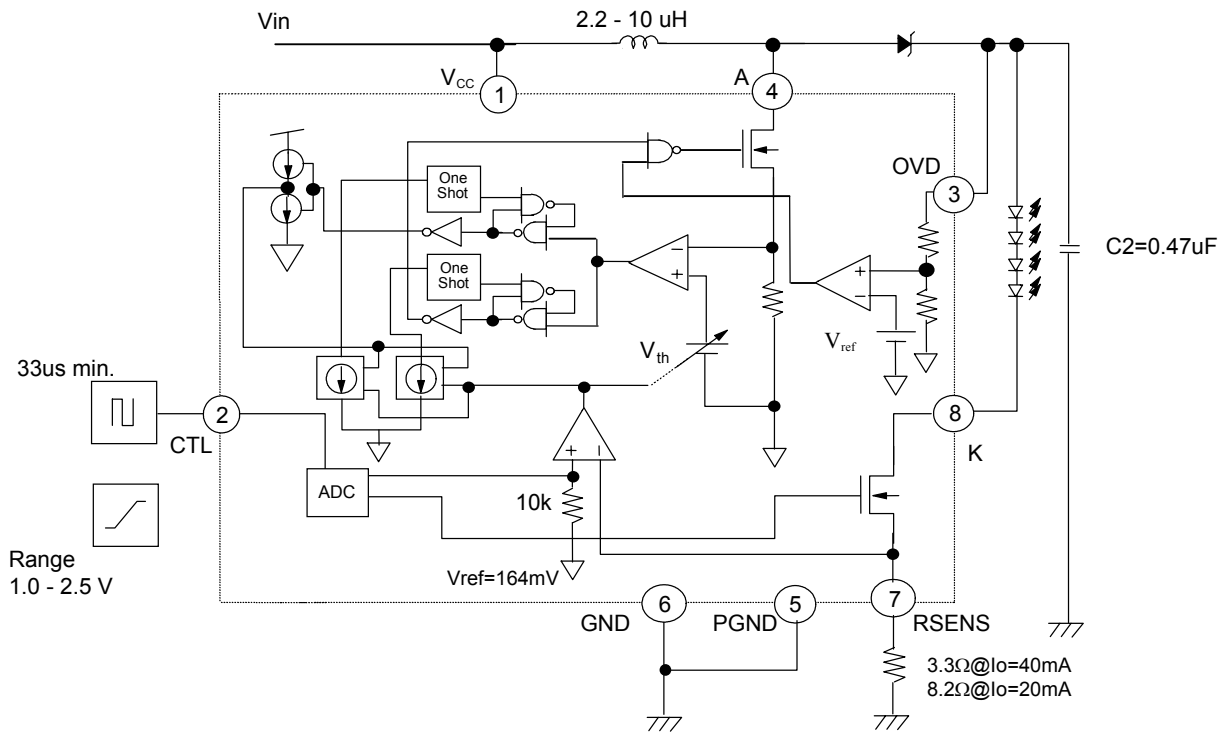 Vin
2.2 - 10 uH
VCC
1
A
4
OVD
3
One
Shot
One
Shot
C2=0.47uF
Vth
Vref
33us min.
2
CTL
8
K
ADC
10k
Range
1.0 - 2.5 V
Vref=164mV
GND
6
PGND
5
7
RSENS
3.3Ω@Io=40mA
8.2Ω@Io=20mA